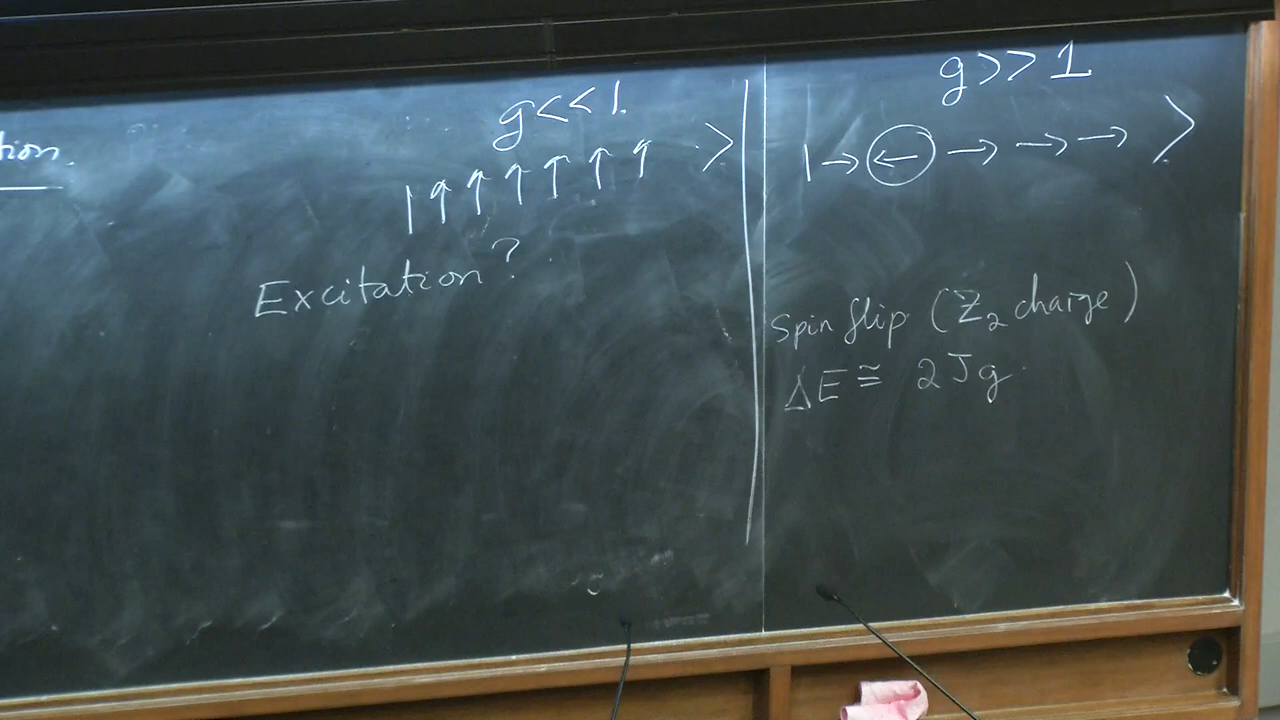 tion.
g<<1.
|↑↑↑↑↑↑ >
Excitation?
g>>1
|→←→→→ >
Spin flip (Z₂ charge)
ΔE ≅ 2Jg.